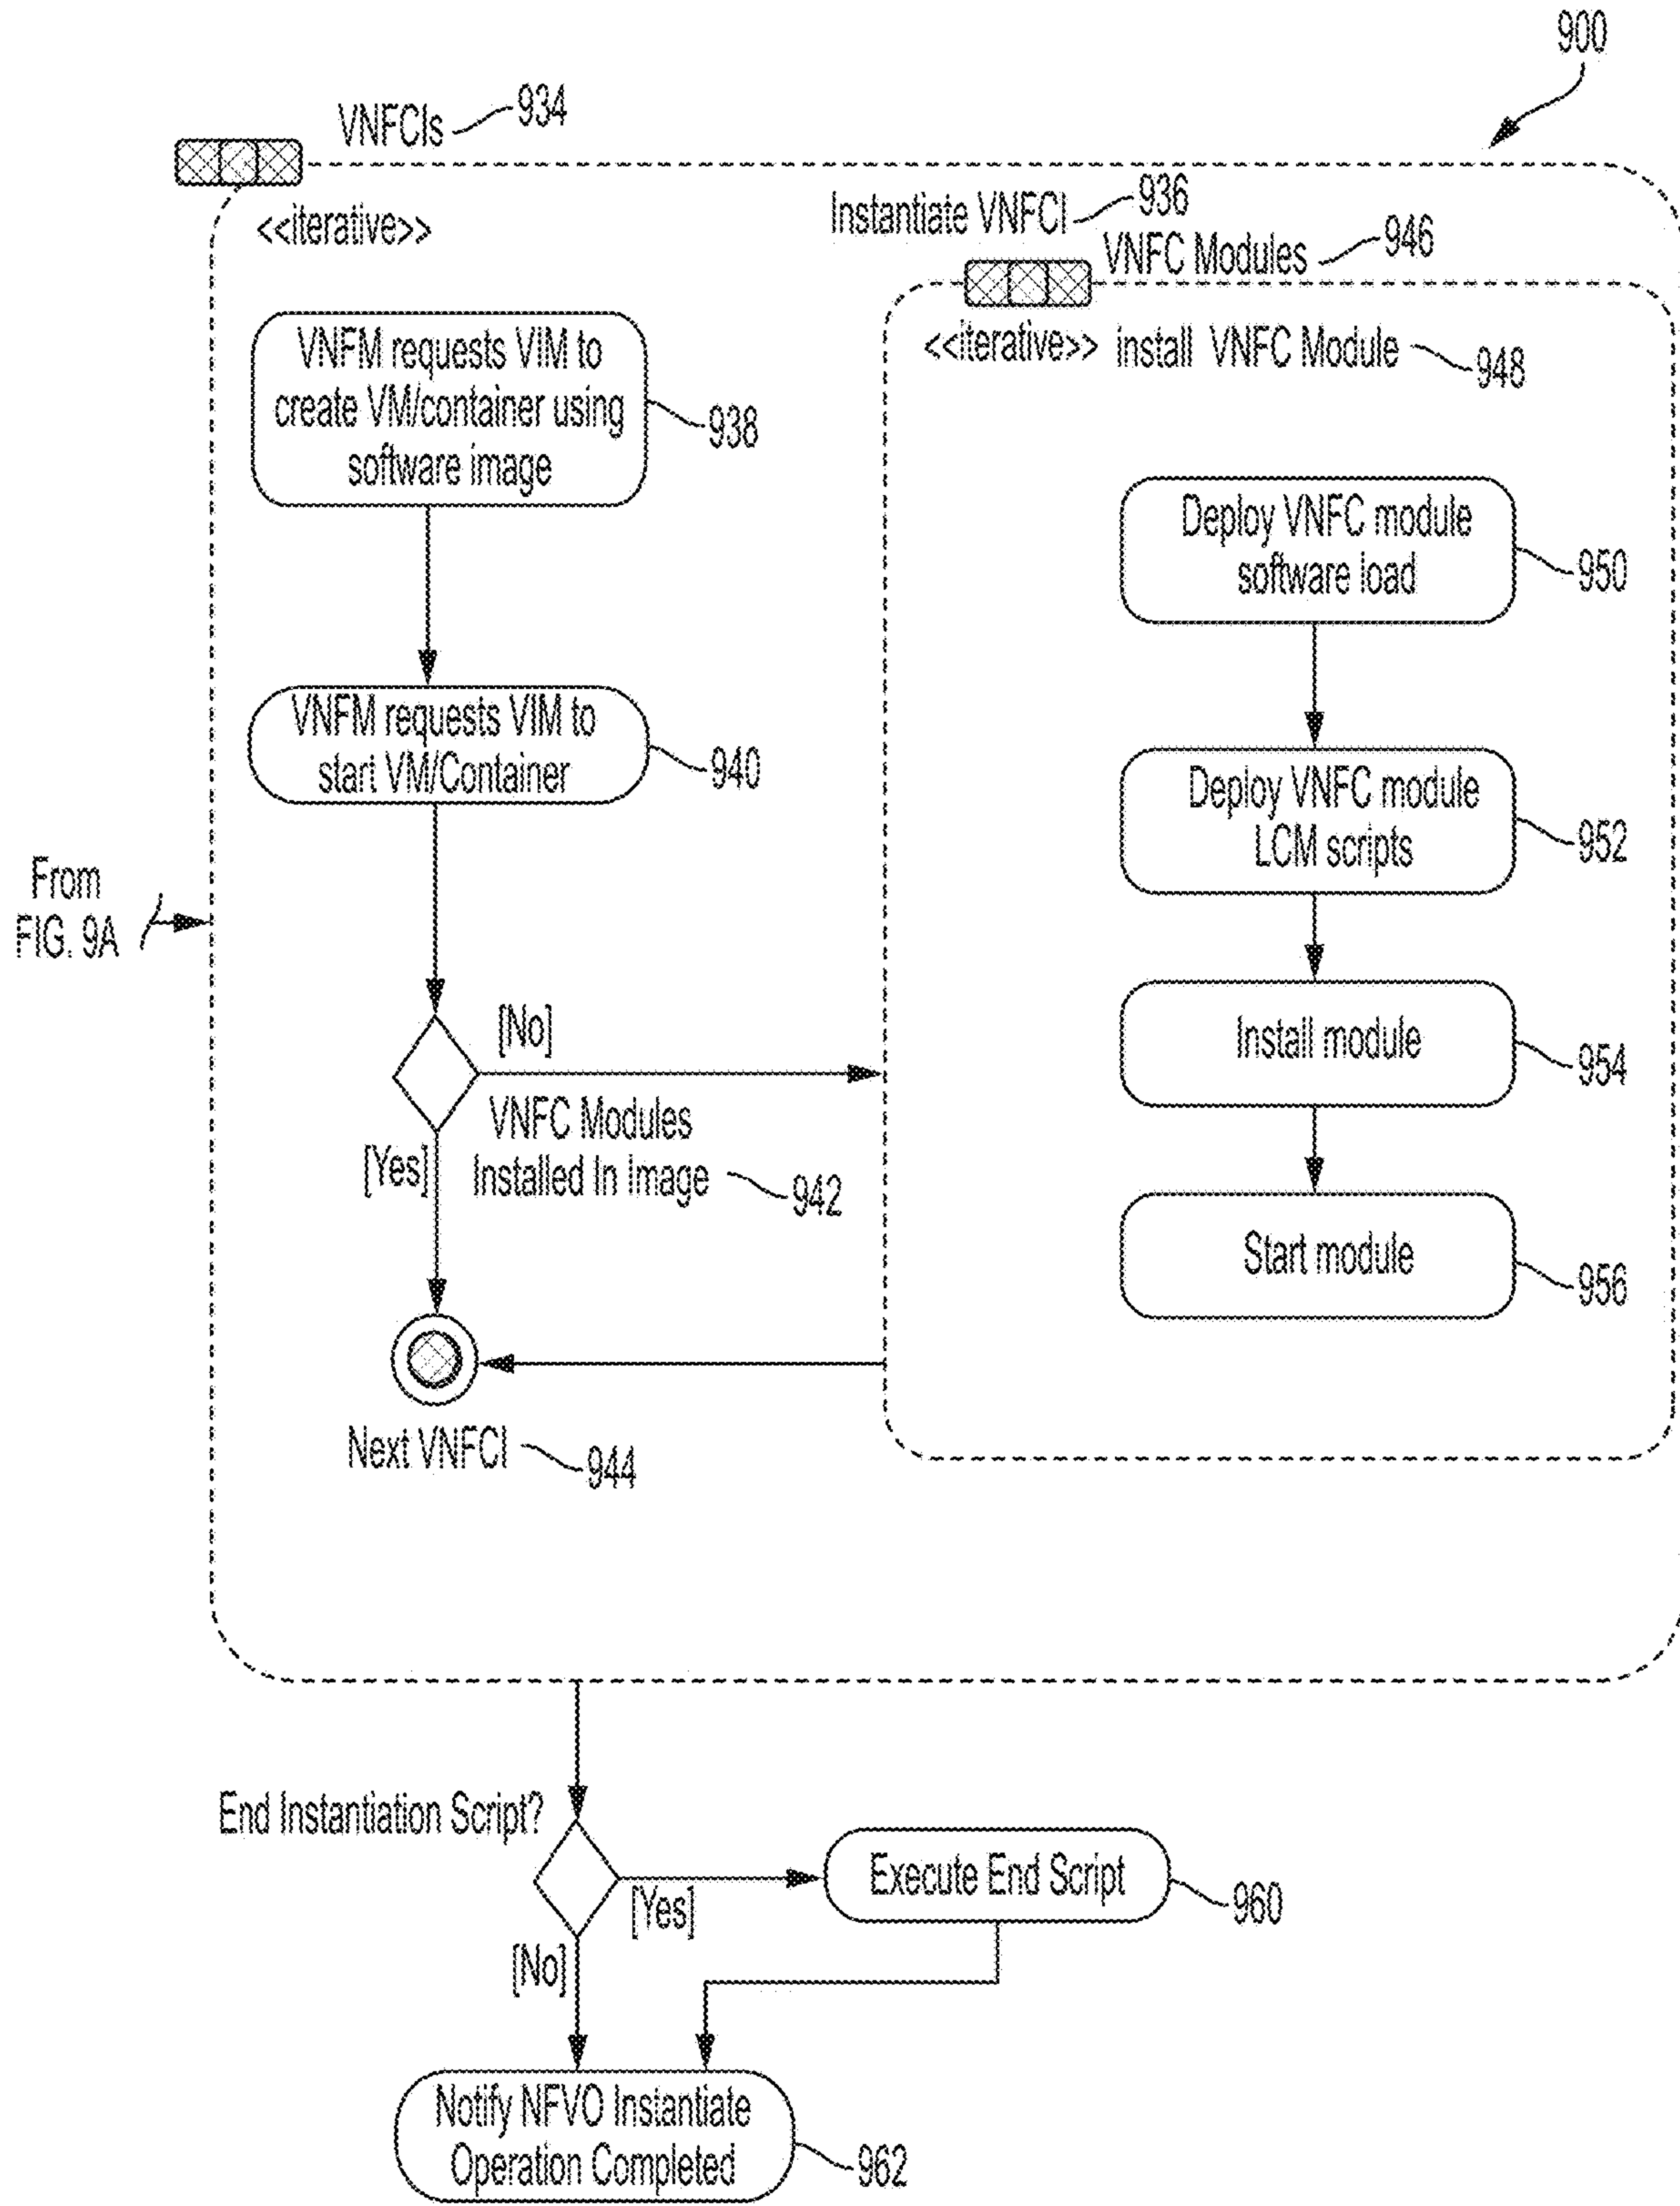 900
VNFCIs
934
<<iterative>>
Instantiate VNFCI
936
VNFC Modules
946
<<iterative>>
install VNFC Module
948
VNFM requests VIM to
create VM/container using
software image
938
Deploy VNFC module
software load
950
VNFM requests VIM to
start VM/Container
940
Deploy VNFC module
LCM scripts
952
From
FIG. 9A
Install module
954
[No]
VNFC Modules
Installed In Image
942
[Yes]
Start module
956
Next VNFCI
944
End Instantiation Script?
[Yes]
Execute End Script
960
[No]
Notify NFVO Instantiate
Operation Completed
962